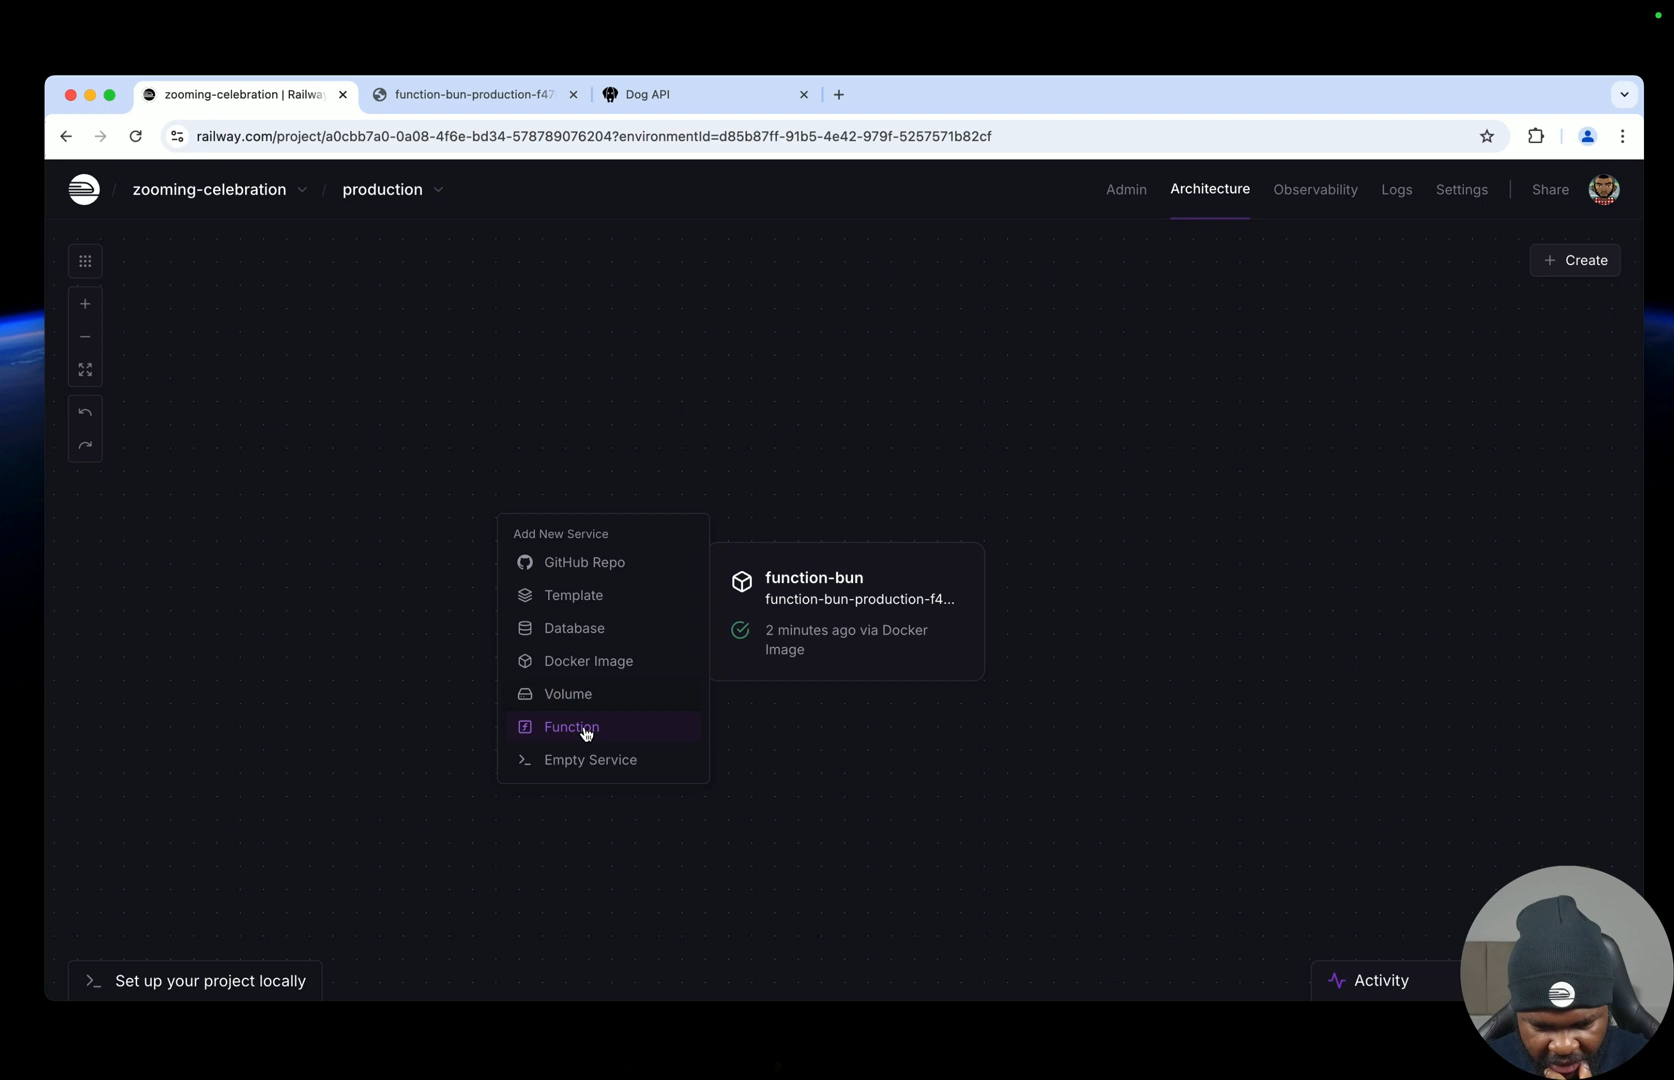 zooming-celebration | Railway
function-bun-production-f47
Dog API
railway.com/project/a0cbb7a0-0a08-4f6e-bd34-578789076204?environmentId=d85b87ff-91b5-4e42-979f-5257571b82cf
/ zooming-celebration / production
Admin Architecture Observability Logs Settings Share
+ Create
Add New Service
GitHub Repo
Template
Database
Docker Image
Volume
Function
Empty Service
function-bun
function-bun-production-f4...
2 minutes ago via Docker
Image
Set up your project locally
Activity